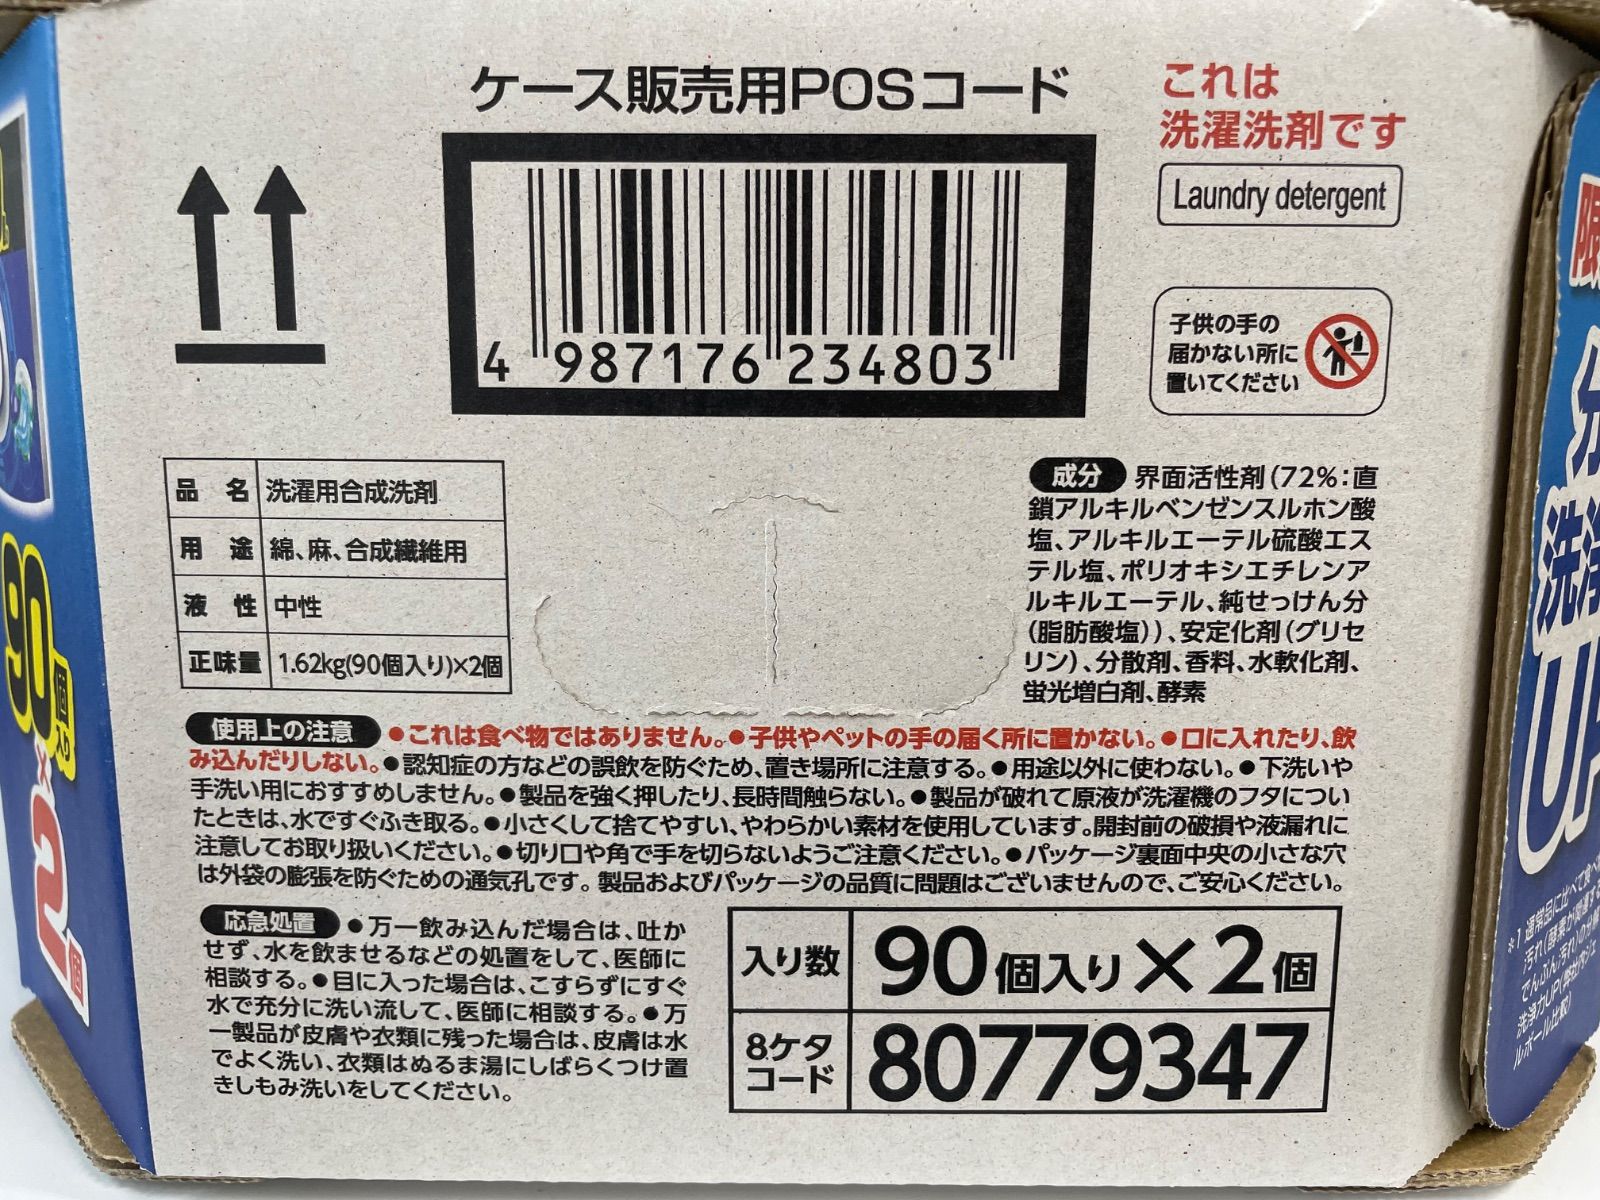 ケース販売用POSコード
4 987176 234803
これは
洗濯洗剤です
Laundry detergent
子供の手の
届かない所に
置いてください
品 名 洗濯用合成洗剤
用 途 綿、麻、合成繊維用
液 性 中性
正味量 1.62kg(90個入り)×2個
成分 界面活性剤(72%:直
鎖アルキルベンゼンスルホン酸
塩、アルキルエーテル硫酸エス
テル塩、ポリオキシエチレンア
ルキルエーテル、純せっけん分
(脂肪酸塩))、安定化剤(グリセ
リン)、分散剤、香料、水軟化剤、
蛍光増白剤、酵素
使用上の注意 ●これは食べ物ではありません。●子供やペットの手の届く所に置かない。●口に入れたり、飲
み込んだりしない。●認知症の方などの誤飲を防ぐため、置き場所に注意する。●用途以外に使わない。●下洗いや
手洗い用におすすめしません。●製品を強く押したり、長時間触らない。●製品が破れて原液が洗濯機のフタについ
たときは、水ですぐふき取る。●小さくして捨てやすい、やわらかい素材を使用しています。開封前の破損や液漏れに
注意してお取り扱いください。●切り口や角で手を切らないようご注意ください。●パッケージ裏面中央の小さな穴
は外袋の膨張を防ぐための通気孔です。製品およびパッケージの品質に問題はございませんので、ご安心ください。
応急処置 ●万一飲み込んだ場合は、吐か
せず、水を飲ませるなどの処置をして、医師に
相談する。●目に入った場合は、こすらずにすぐ
水で充分に洗い流して、医師に相談する。●万
一製品が皮膚や衣類に残った場合は、皮膚は水
でよく洗い、衣類はぬるま湯にしばらくつけ置
きしもみ洗いをしてください。
入り数 90個入り×2個
8ケタ
コード 80779347
90個入り
×2個
限
分
洗浄
UP